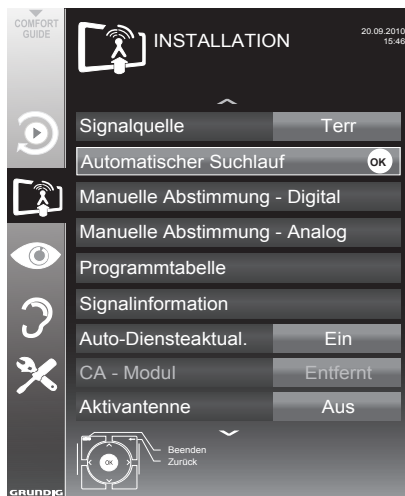 COMFORT
GUIDE
INSTALLATION
20.09.2010
15:46
Signalquelle Terr
Automatischer Suchlauf OK
Manuelle Abstimmung - Digital
Manuelle Abstimmung - Analog
Programmtabelle
Signalinformation
Auto-Diensteaktual. Ein
CA - Modul Entfernt
Aktivantenne Aus
OK
Beenden
Zurück
GRUNDIG